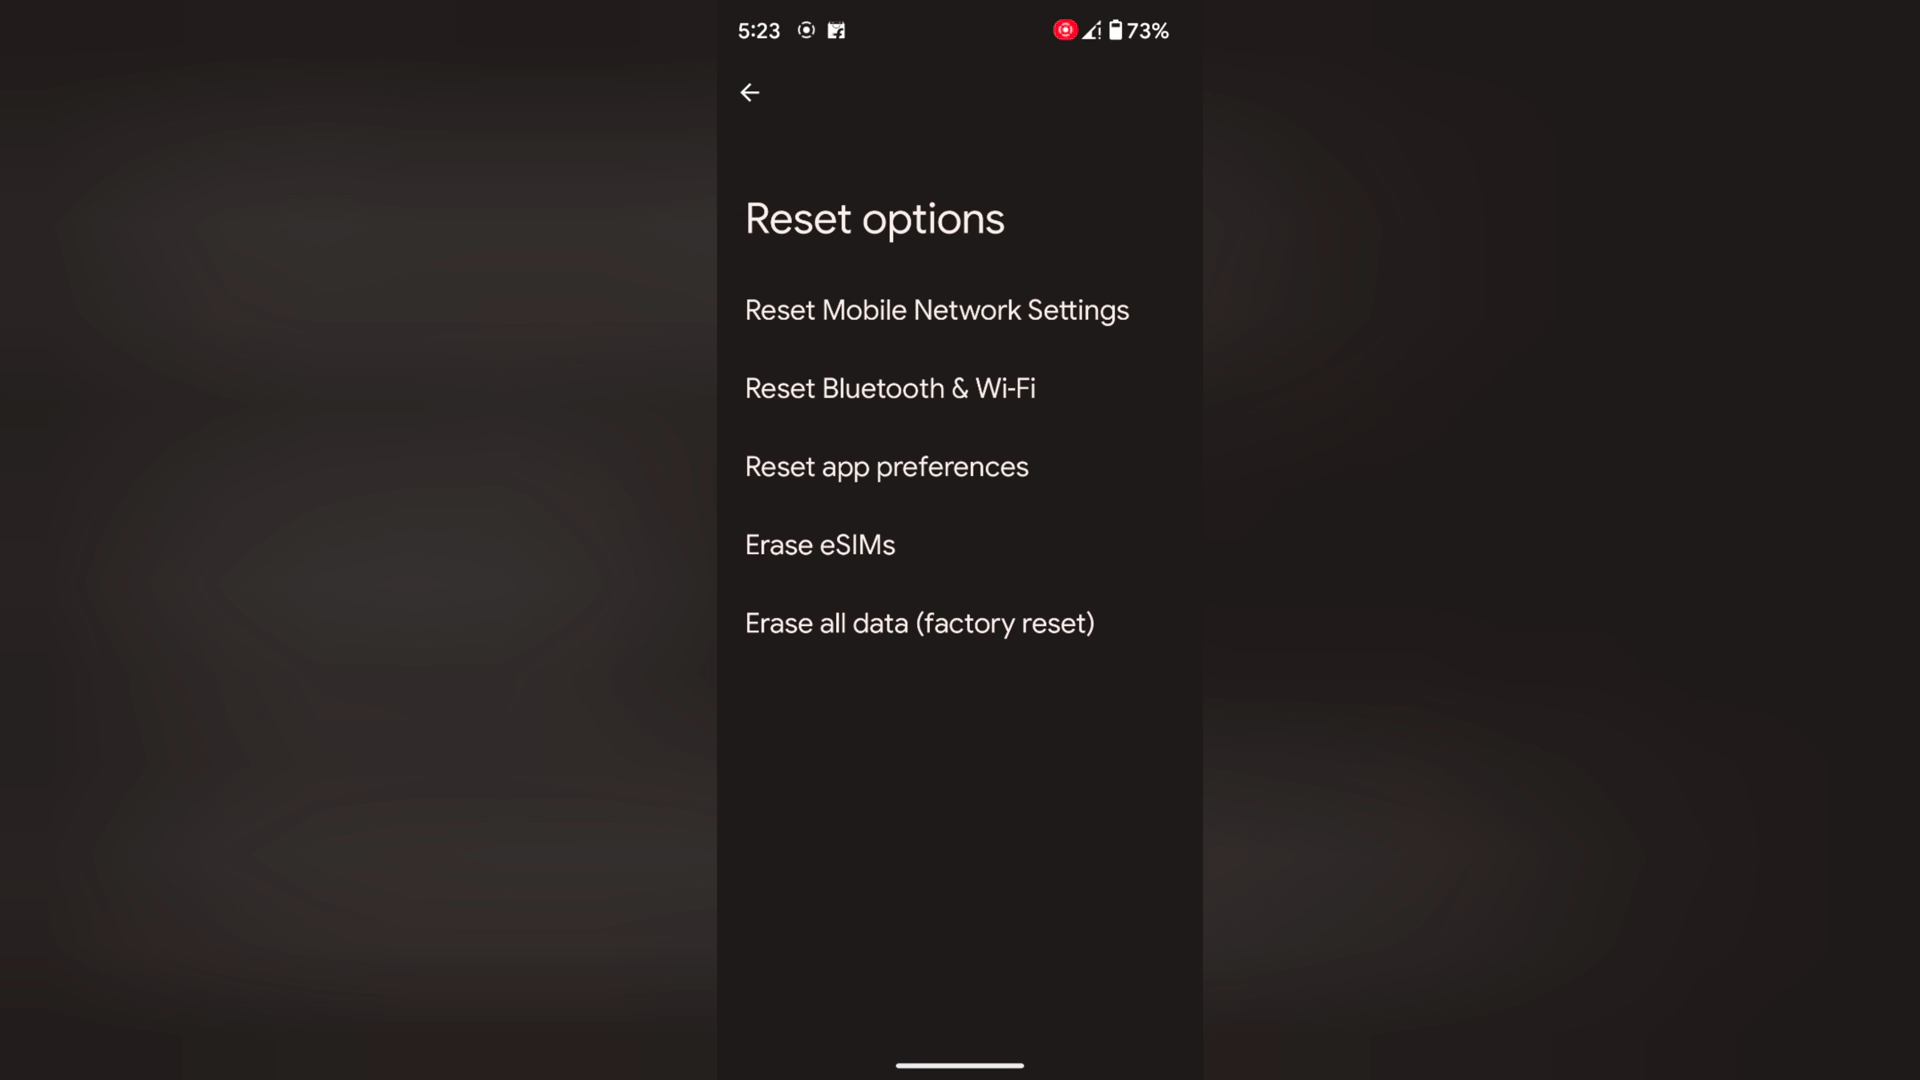 5:23
73%
Reset options
Reset Mobile Network Settings
Reset Bluetooth & Wi-Fi
Reset app preferences
Erase eSIMs
Erase all data (factory reset)